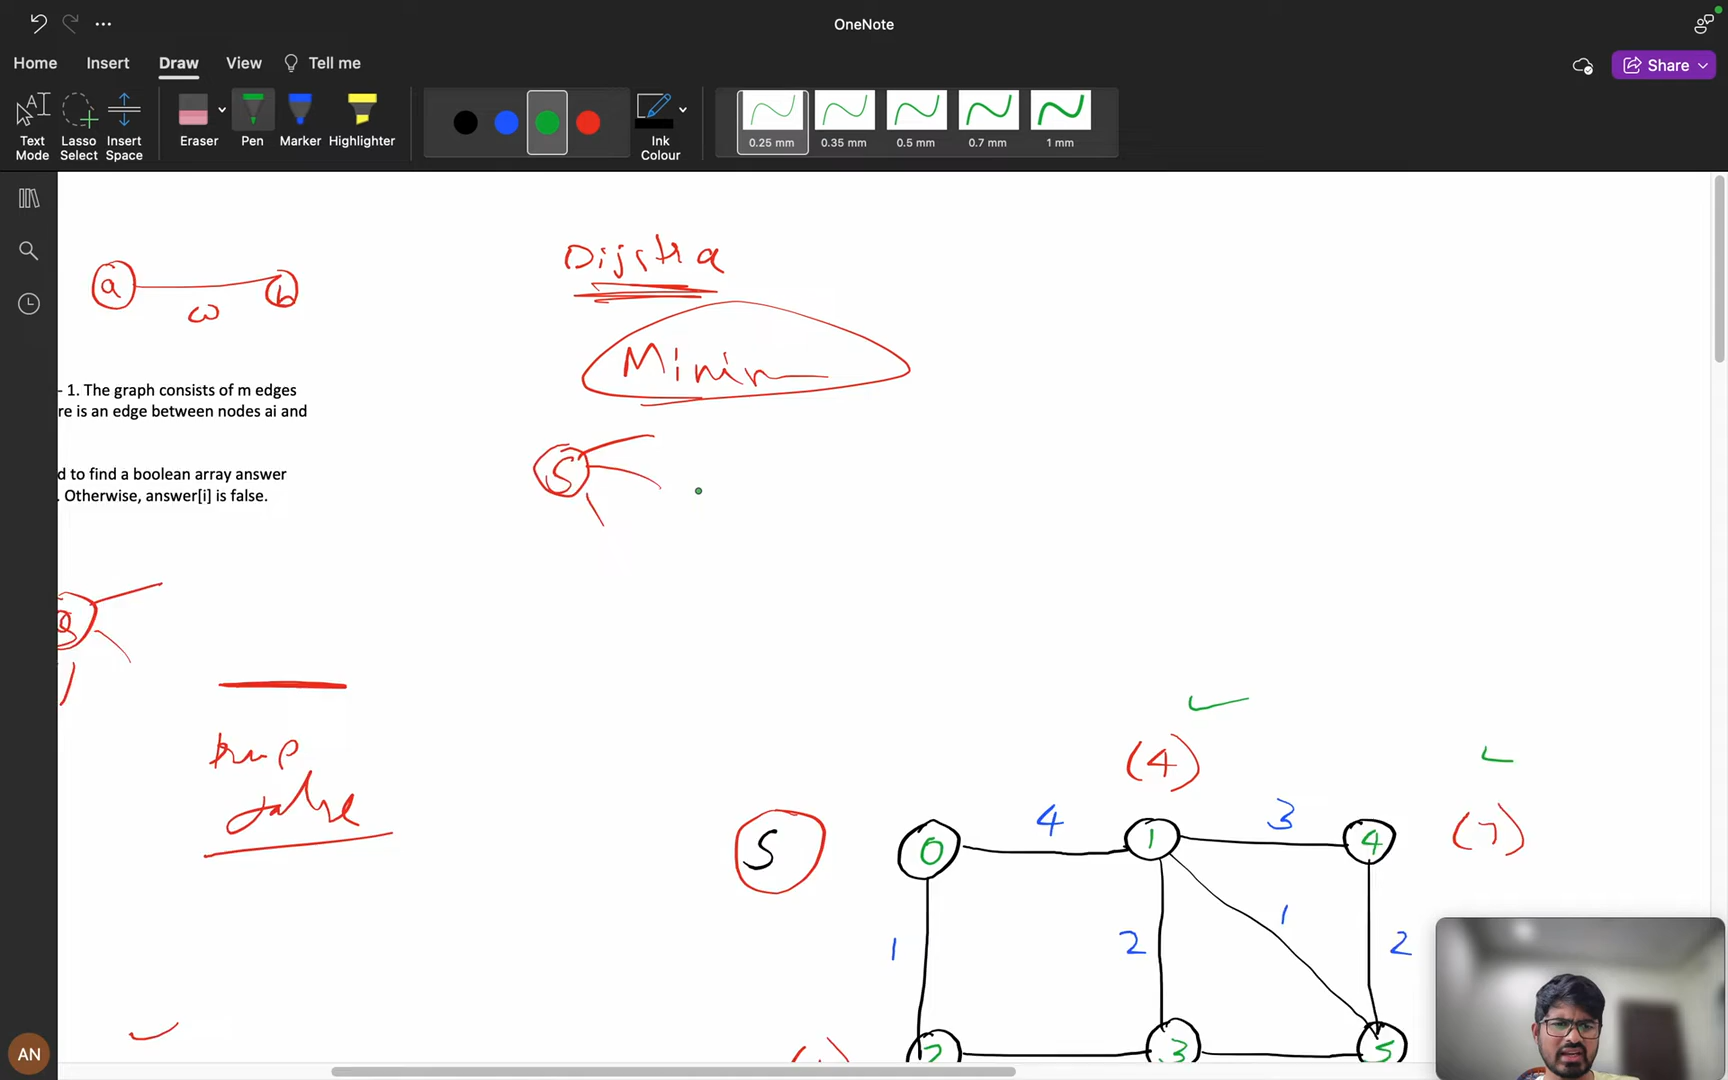 OneNote
Home Insert Draw View Tell me
Share
Text Mode
Lasso Select
Insert Space
Eraser
Pen
Marker
Highlighter
Ink Colour
0.25 mm
0.35 mm
0.5 mm
0.7 mm
1 mm
Dijstra
a b
w
Minim
- 1. The graph consists of m edges
re is an edge between nodes ai and
S
d to find a boolean array answer
. Otherwise, answer[i] is false.
(4)
4 3
S 0 1 4 (7)
1 2 1 2
2 3 5
AN